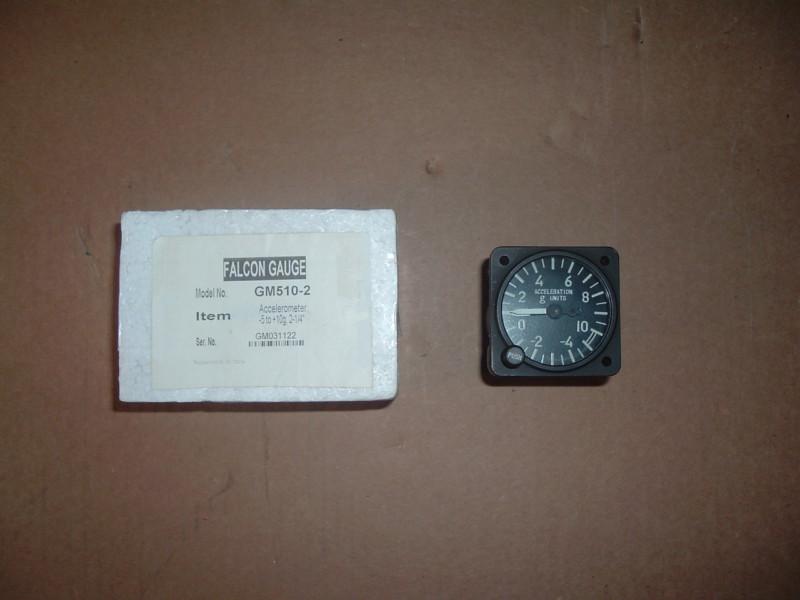 FALCON GAUGE
Model No. GM510-2
Item Accelerometer
-5 to +10g, 2-1/4"
Ser. No. GM031122
4 6
ACCELERATION
2 g UNITS 8
0 10
-2 -4
PUSH